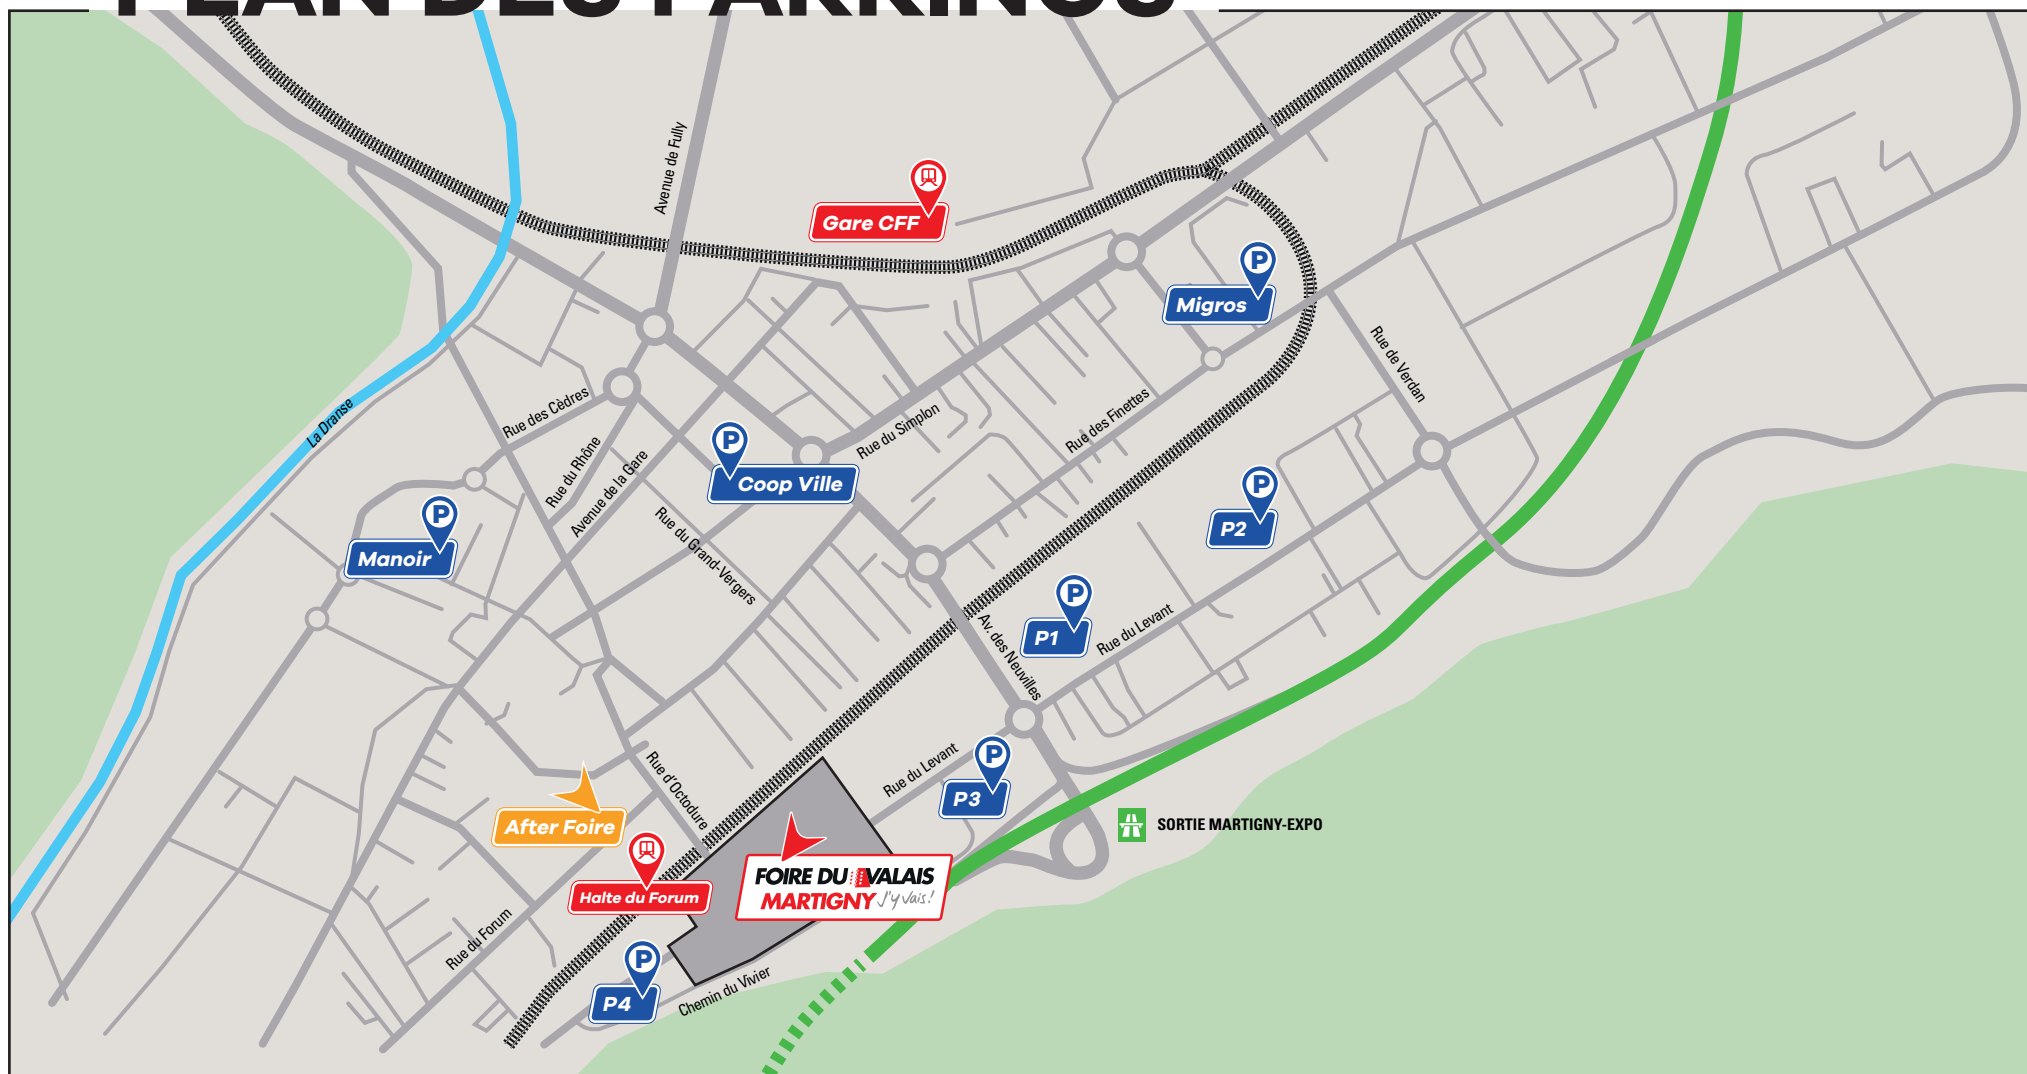 PLAN DES PARKINGS
Avenue de Fully
Gare CFF
P
Migros
Rue de Verdan
La Dranse
Rue des Cèdres
Rue du Simplon
Rue des Finettes
P
Coop Ville
Rue du Rhône
Avenue de la Gare
P
Manoir
Rue du Grand-Vergers
P
P2
P
P1
Rue du Levant
Av. des Neuvilles
Rue du Levant
P
P3
Rue d'Octodure
After Foire
SORTIE MARTIGNY-EXPO
Halte du Forum
FOIRE DU VALAIS
MARTIGNY J'y vais!
Rue du Forum
P
P4
Chemin du Vivier